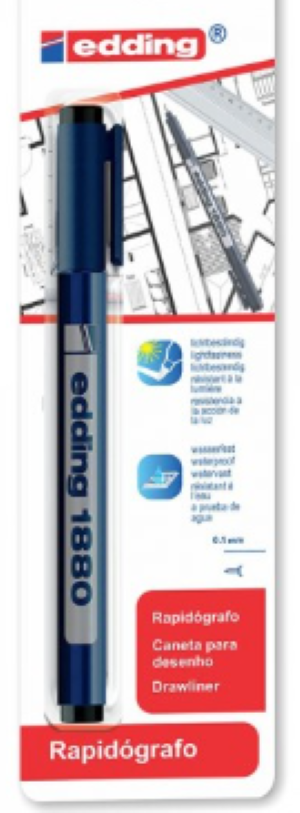 edding®
lichtbeständig
lightfastness
lichtbestendig
résistant à la
lumière
resistencia a
la acción de
la luz
wasserfest
waterproof
watervast
résistant à
l'eau
a prueba de
agua
0.1 mm
edding 1880
Rapidógrafo
Caneta para
desenho
Drawliner
Rapidógrafo